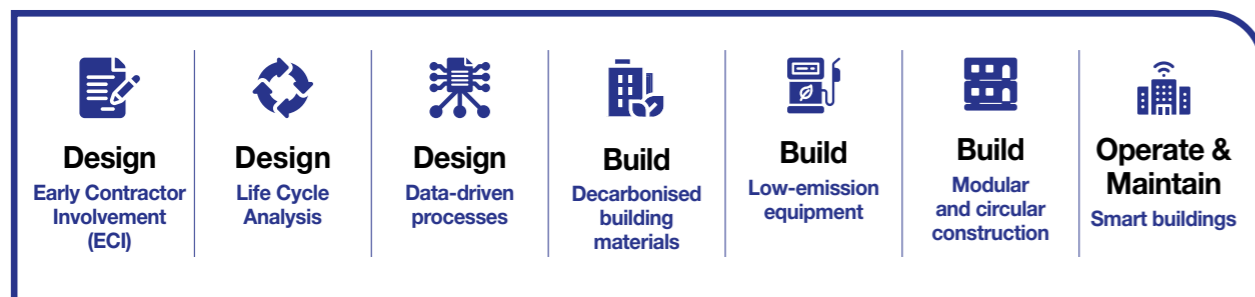 Design
Early Contractor
Involvement
(ECI)
Design
Life Cycle
Analysis
Design
Data-driven
processes
Build
Decarbonised
building
materials
Build
Low-emission
equipment
Build
Modular
and circular
construction
Operate &
Maintain
Smart buildings